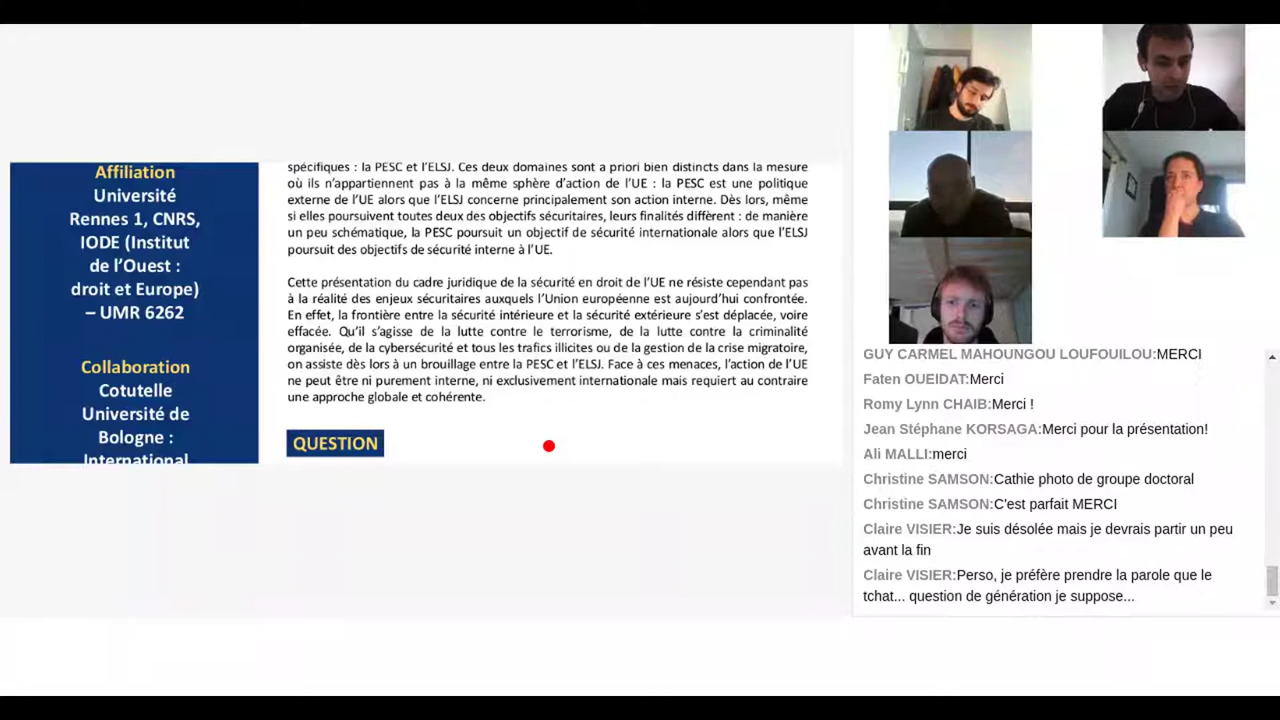 Affiliation
Université
Rennes 1, CNRS,
IODE (Institut
de l’Ouest :
droit et Europe)
– UMR 6262
Collaboration
Cotutelle
Université de
Bologne :
International
spécifiques : la PESC et l’ELSJ. Ces deux domaines sont a priori bien distincts dans la mesure
où ils n’appartiennent pas à la même sphère d’action de l’UE : la PESC est une politique
externe de l’UE alors que l’ELSJ concerne principalement son action interne. Dès lors, même
si elles poursuivent toutes deux des objectifs sécuritaires, leurs finalités diffèrent : de manière
un peu schématique, la PESC poursuit un objectif de sécurité internationale alors que l’ELSJ
poursuit des objectifs de sécurité interne à l’UE.
Cette présentation du cadre juridique de la sécurité en droit de l’UE ne résiste cependant pas
à la réalité des enjeux sécuritaires auxquels l’Union européenne est aujourd’hui confrontée.
En effet, la frontière entre la sécurité intérieure et la sécurité extérieure s’est déplacée, voire
effacée. Qu’il s’agisse de la lutte contre le terrorisme, de la lutte contre la criminalité
organisée, de la cybersécurité et tous les trafics illicites ou de la gestion de la crise migratoire,
on assiste dès lors à un brouillage entre la PESC et l’ELSJ. Face à ces menaces, l’action de l’UE
ne peut être ni purement interne, ni exclusivement internationale mais requiert au contraire
une approche globale et cohérente.
QUESTION
GUY CARMEL MAHOUNGOU LOUFOUILOU:MERCI
Faten OUEIDAT:Merci
Romy Lynn CHAIB:Merci !
Jean Stéphane KORSAGA:Merci pour la présentation!
Ali MALLI:merci
Christine SAMSON:Cathie photo de groupe doctoral
Christine SAMSON:C'est parfait MERCI
Claire VISIER:Je suis désolée mais je devrais partir un peu
avant la fin
Claire VISIER:Perso, je préfère prendre la parole que le
tchat... question de génération je suppose...